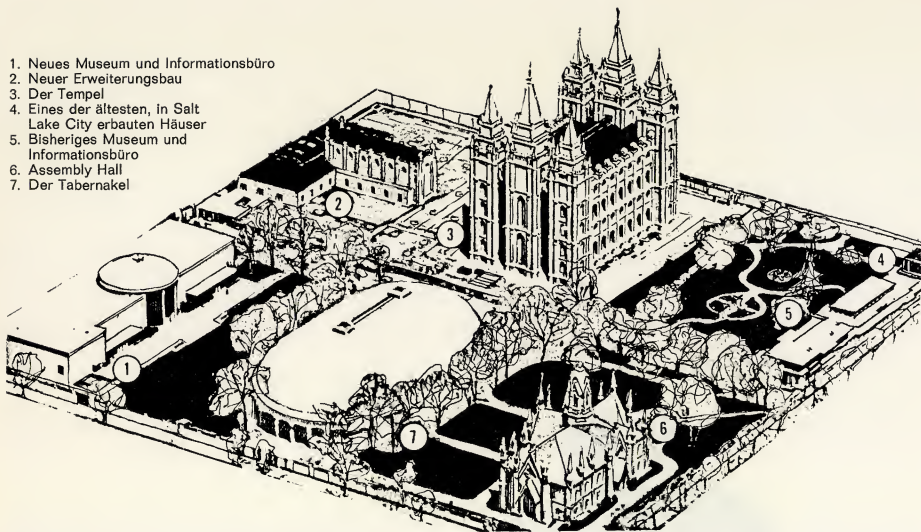 1. Neues Museum und Informationsbüro
2. Neuer Erweiterungsbau
3. Der Tempel
4. Eines der ältesten, in Salt
Lake City erbauten Häuser
5. Bisheriges Museum und
Informationsbüro
6. Assembly Hall
7. Der Tabernakel
2
3
4
5
1
7
6